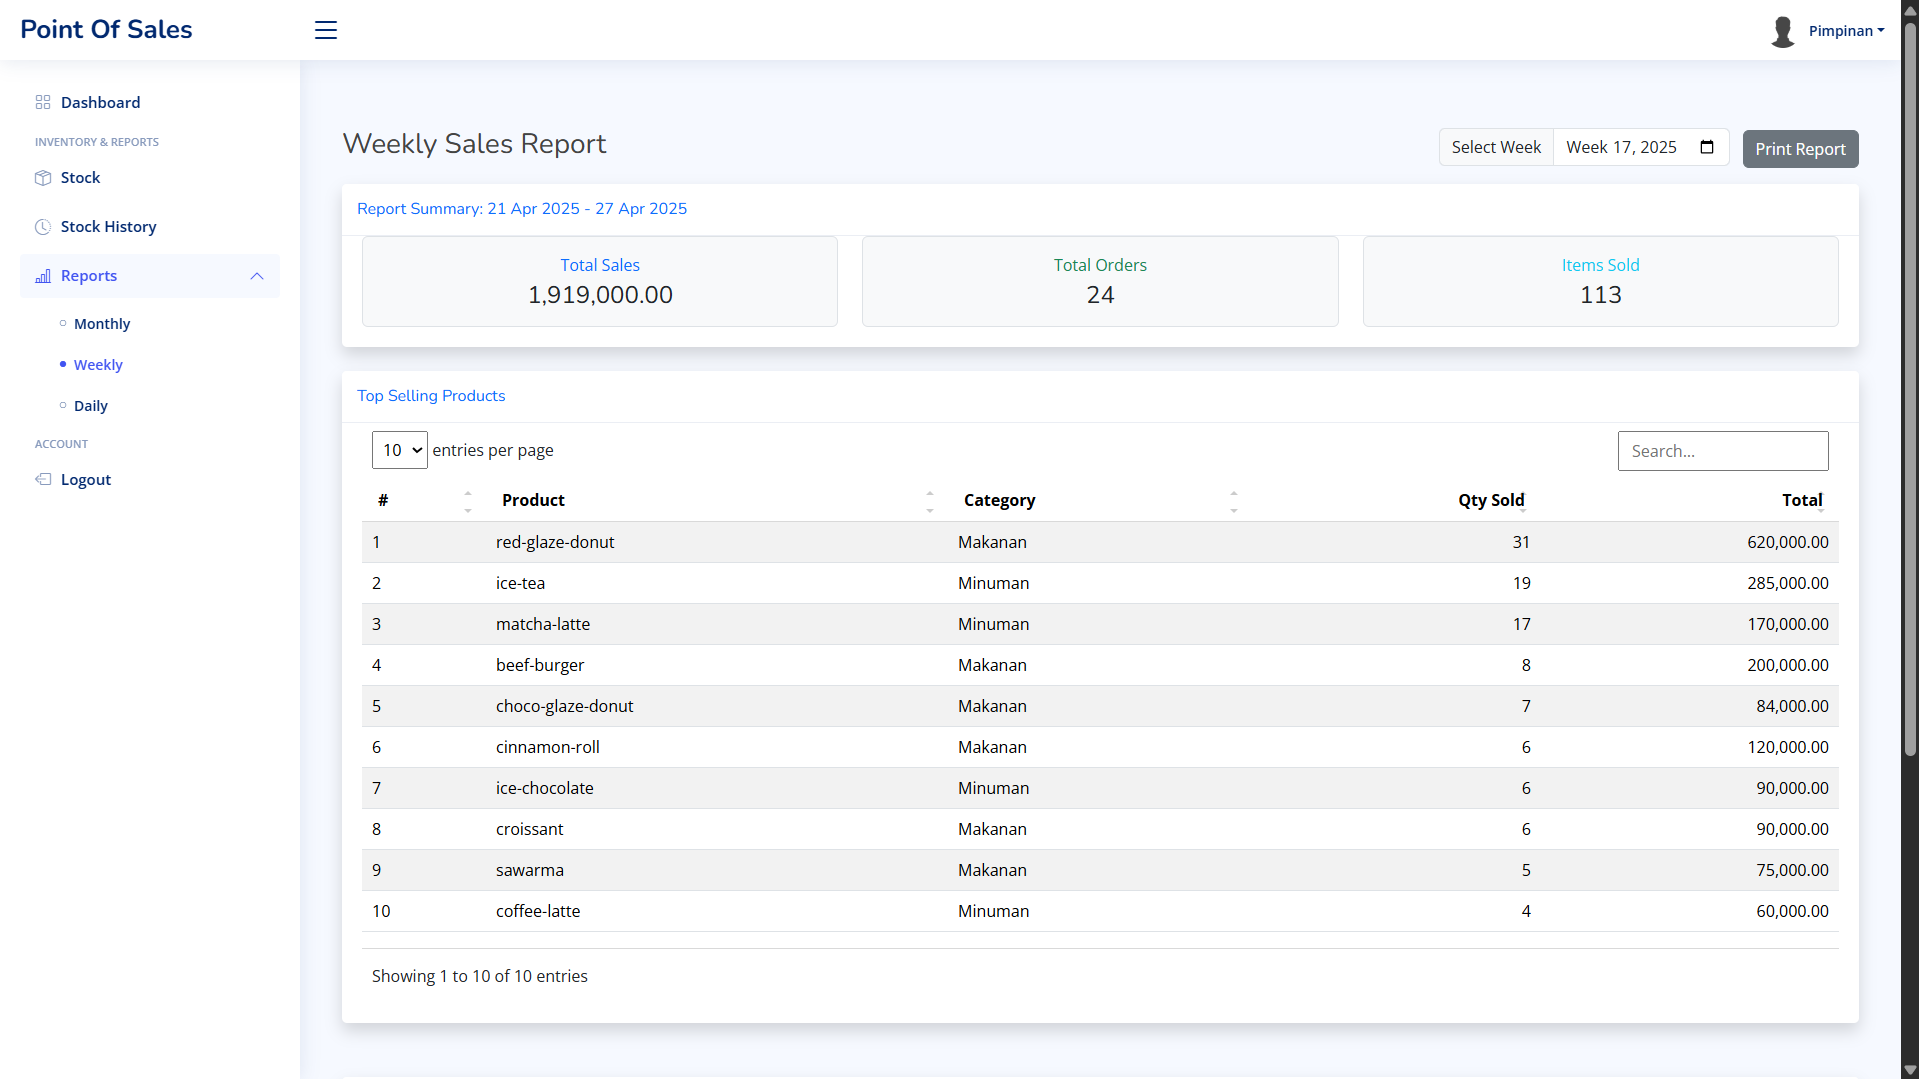 Point Of Sales
Pimpinan
Dashboard
INVENTORY & REPORTS
Stock
Stock History
Reports
Monthly
Weekly
Daily
ACCOUNT
Logout
Weekly Sales Report
Select Week Week 17, 2025 Print Report
Report Summary: 21 Apr 2025 - 27 Apr 2025
Total Sales
1,919,000.00
Total Orders
24
Items Sold
113
Top Selling Products
10 entries per page Search...
# Product Category Qty Sold Total
1 red-glaze-donut Makanan 31 620,000.00
2 ice-tea Minuman 19 285,000.00
3 matcha-latte Minuman 17 170,000.00
4 beef-burger Makanan 8 200,000.00
5 choco-glaze-donut Makanan 7 84,000.00
6 cinnamon-roll Makanan 6 120,000.00
7 ice-chocolate Minuman 6 90,000.00
8 croissant Makanan 6 90,000.00
9 sawarma Makanan 5 75,000.00
10 coffee-latte Minuman 4 60,000.00
Showing 1 to 10 of 10 entries